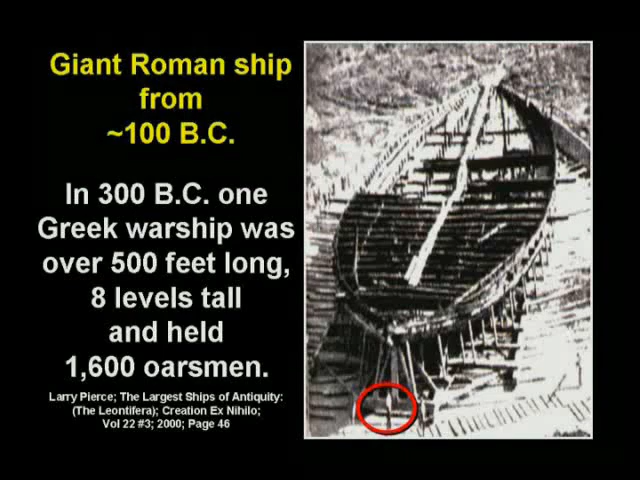 Giant Roman ship
from
~100 B.C.
In 300 B.C. one
Greek warship was
over 500 feet long,
8 levels tall
and held
1,600 oarsmen.
Larry Pierce; The Largest Ships of Antiquity:
(The Leontifera); Creation Ex Nihilo;
Vol 22 #3; 2000; Page 46